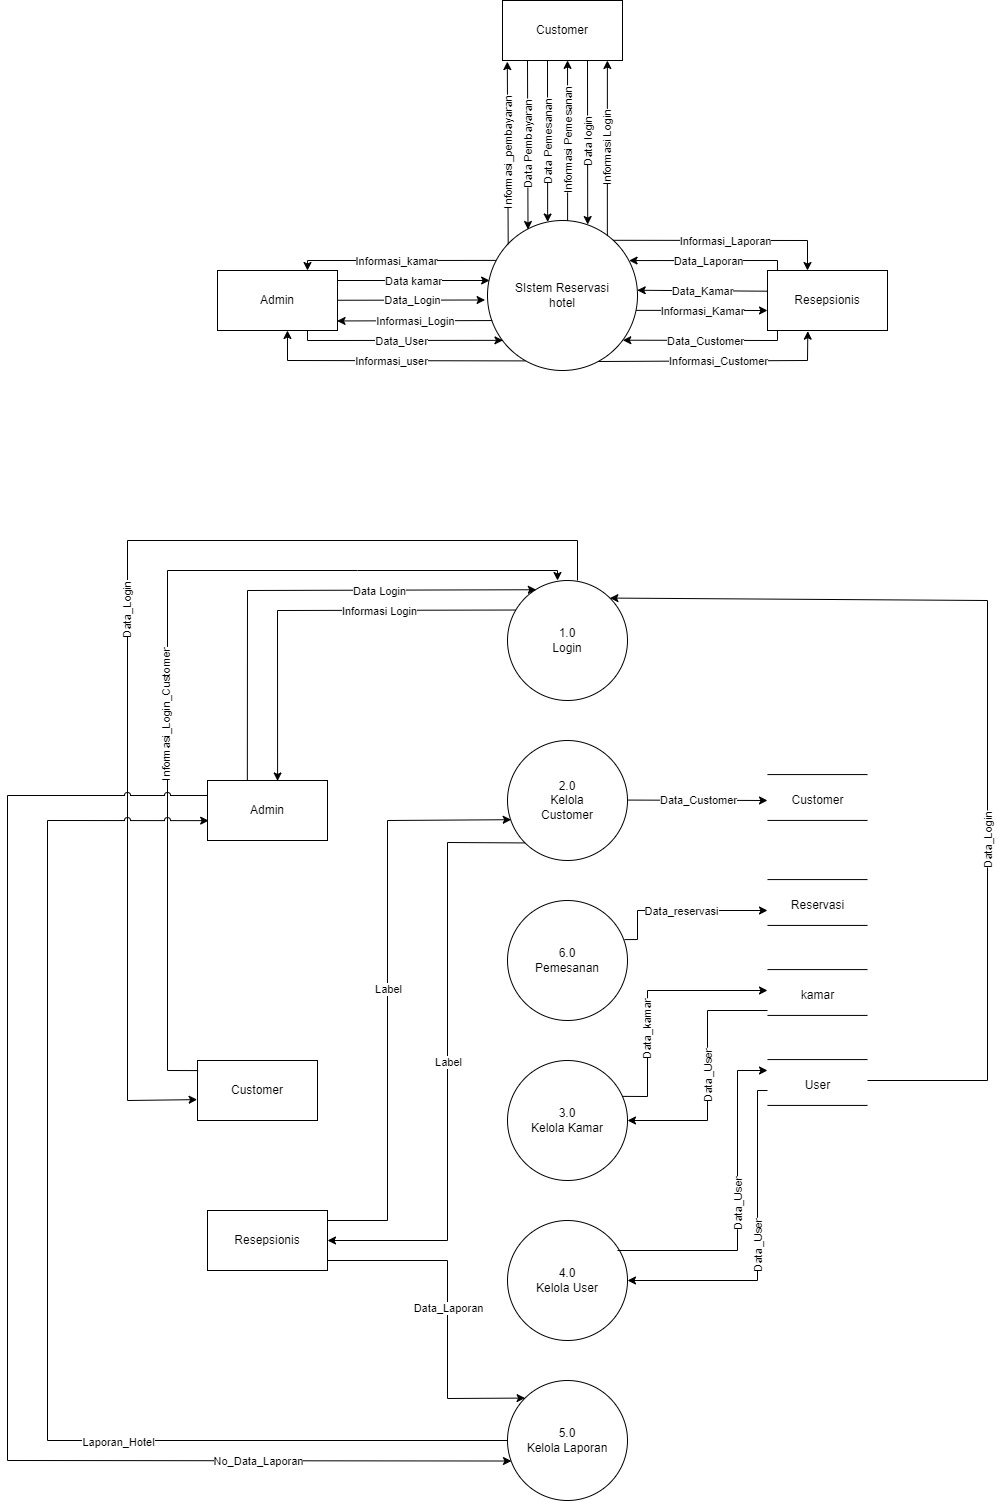 Customer
Informasi_pembayaran
Data Pembayaran
Data Pemesanan
Informasi Pemesanan
Data login
Informasi Login
Informasi_kamar
Data kamar
Data_Login
Informasi_Login
Data_User
Informasi_user
Admin
SIstem Reservasi
hotel
Informasi_Laporan
Data_Laporan
Data_Kamar
Informasi_Kamar
Data_Customer
Informasi_Customer
Resepsionis
Data_Login
Informasi_Login_Customer
Data Login
Informasi Login
1.0
Login
Admin
2.0
Kelola
Customer
Data_Customer
Customer
Data_Login
6.0
Pemesanan
Data_reservasi
Reservasi
Label
Label
Data_kamar
kamar
Data_User
Customer
3.0
Kelola Kamar
User
Resepsionis
Data_User
Data_User
4.0
Kelola User
Data_Laporan
5.0
Kelola Laporan
Laporan_Hotel
No_Data_Laporan